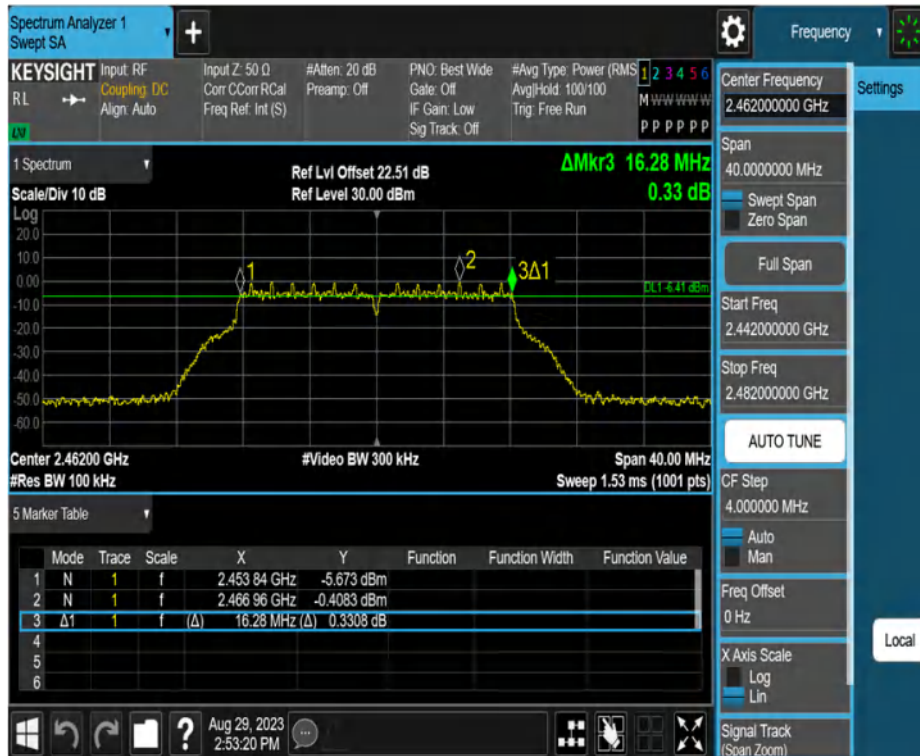 Spectrum Analyzer 1
Swept SA
+
Frequency
KEYSIGHT
RL
LNI
Input: RF
Coupling: DC
Align: Auto
Input Z: 50 Ω
Corr CCorr RCal
Freq Ref: Int (S)
#Atten: 20 dB
Preamp: Off
PNO: Best Wide
Gate: Off
IF Gain: Low
Sig Track: Off
#Avg Type: Power (RMS
Avg|Hold: 100/100
Trig: Free Run
1 2 3 4 5 6
M W W W W W
P P P P P P
1 Spectrum
Scale/Div 10 dB
Ref Lvl Offset 22.51 dB
Ref Level 30.00 dBm
ΔMkr3 16.28 MHz
0.33 dB
Log
20.0
10.0
0.00
-10.0
-20.0
-30.0
-40.0
-50.0
-60.0
1
2
3Δ1
DL1 -6.41 dBm
Center 2.46200 GHz
#Res BW 100 kHz
#Video BW 300 kHz
Span 40.00 MHz
Sweep 1.53 ms (1001 pts)
5 Marker Table
Mode Trace Scale X Y Function Function Width Function Value
1 N 1 f 2.453 84 GHz -5.673 dBm
2 N 1 f 2.466 96 GHz -0.4083 dBm
3 Δ1 1 f (Δ) 16.28 MHz (Δ) 0.3308 dB
4
5
6
?
Aug 29, 2023
2:53:20 PM
Center Frequency
2.462000000 GHz
Span
40.0000000 MHz
Swept Span
Zero Span
Full Span
Start Freq
2.442000000 GHz
Stop Freq
2.482000000 GHz
AUTO TUNE
CF Step
4.000000 MHz
Auto
Man
Freq Offset
0 Hz
X Axis Scale
Log
Lin
Signal Track
(Span Zoom)
Settings
Local